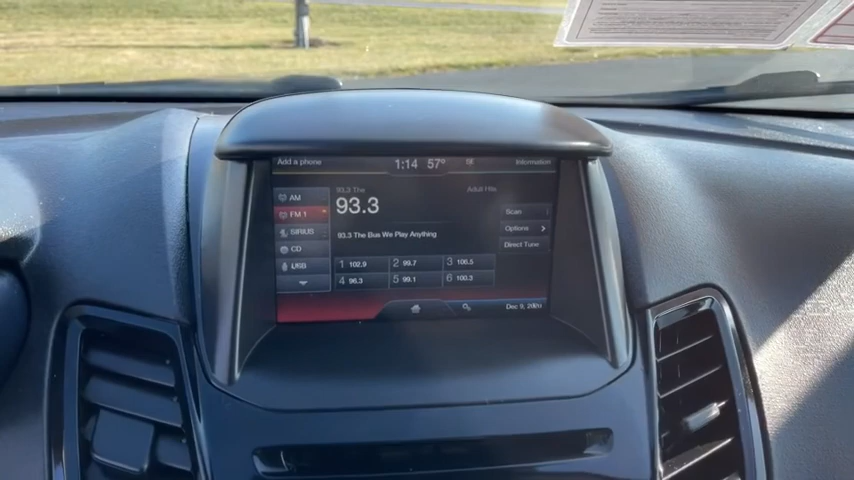 Add a phone 1:14 57° Information
93.3 The Adult Hits
AM
93.3
FM 1
Scan
SIRIUS
93.3 The Bus We Play Anything
Options
CD
Direct Tune
USB
1 102.9 2 99.7 3 106.5
4 96.3 5 99.1 6 100.3
Dec 9,